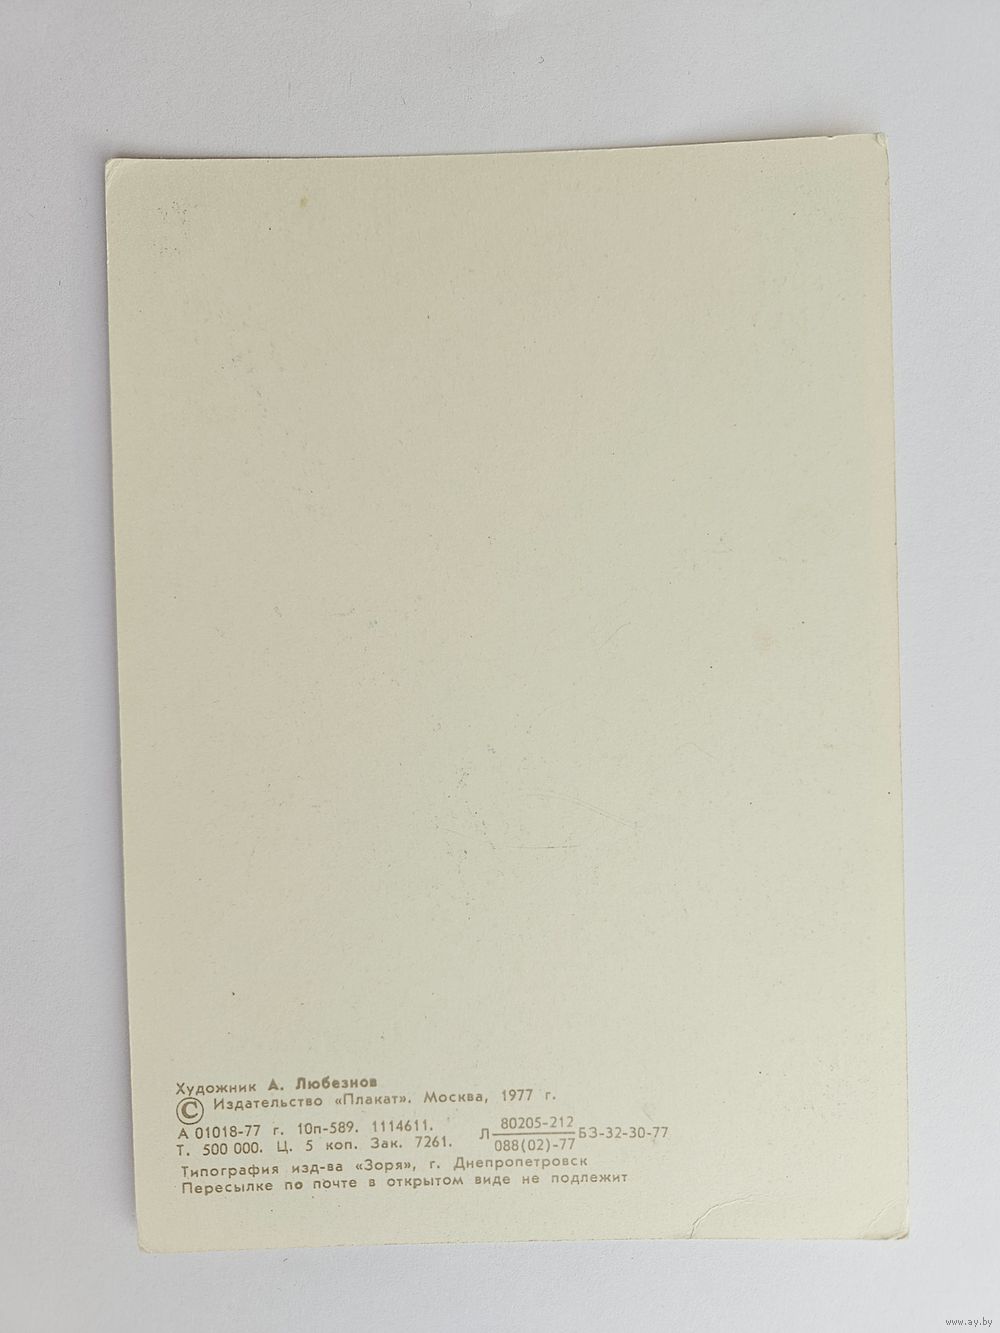 Художник А. Любезнов
© Издательство «Плакат». Москва, 1977 г.
А 01018-77 г. 10п-589. 1114611.
Т. 500 000. Ц. 5 коп. Зак. 7261.
Л 80205-212 БЗ-32-30-77
088(02)-77
Типография изд-ва «Зоря», г. Днепропетровск
Пересылке по почте в открытом виде не подлежит
www.ay.by